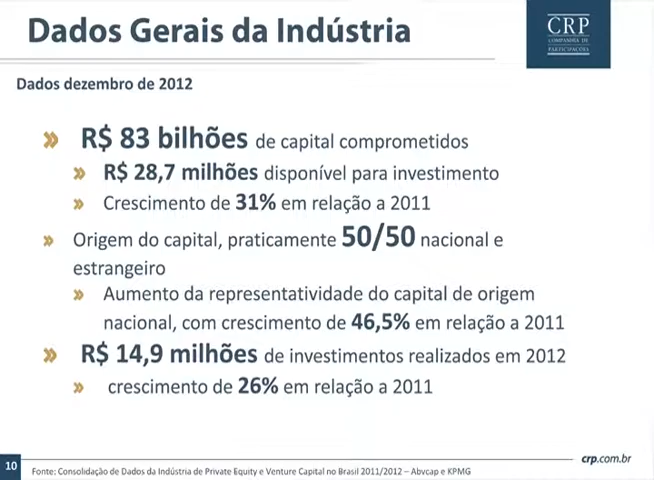 Dados Gerais da Indústria
CRP
COMPANHIA DE
PARTICIPAÇÕES
Dados dezembro de 2012
» R$ 83 bilhões de capital comprometidos
» R$ 28,7 milhões disponível para investimento
» Crescimento de 31% em relação a 2011
» Origem do capital, praticamente 50/50 nacional e
estrangeiro
» Aumento da representatividade do capital de origem
nacional, com crescimento de 46,5% em relação a 2011
» R$ 14,9 milhões de investimentos realizados em 2012
» crescimento de 26% em relação a 2011
crp.com.br
10
Fonte: Consolidação de Dados da Indústria de Private Equity e Venture Capital no Brasil 2011/2012 – Abvcap e KPMG